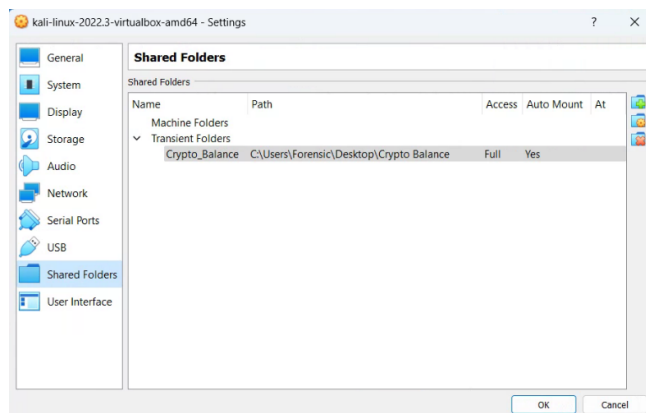 kali-linux-2022.3-virtualbox-amd64 - Settings ? ×
General
System
Display
Storage
Audio
Network
Serial Ports
USB
Shared Folders
User Interface
Shared Folders
Shared Folders
Name Path Access Auto Mount At
Machine Folders
Transient Folders
Crypto_Balance C:\Users\Forensic\Desktop\Crypto Balance Full Yes
OK Cancel